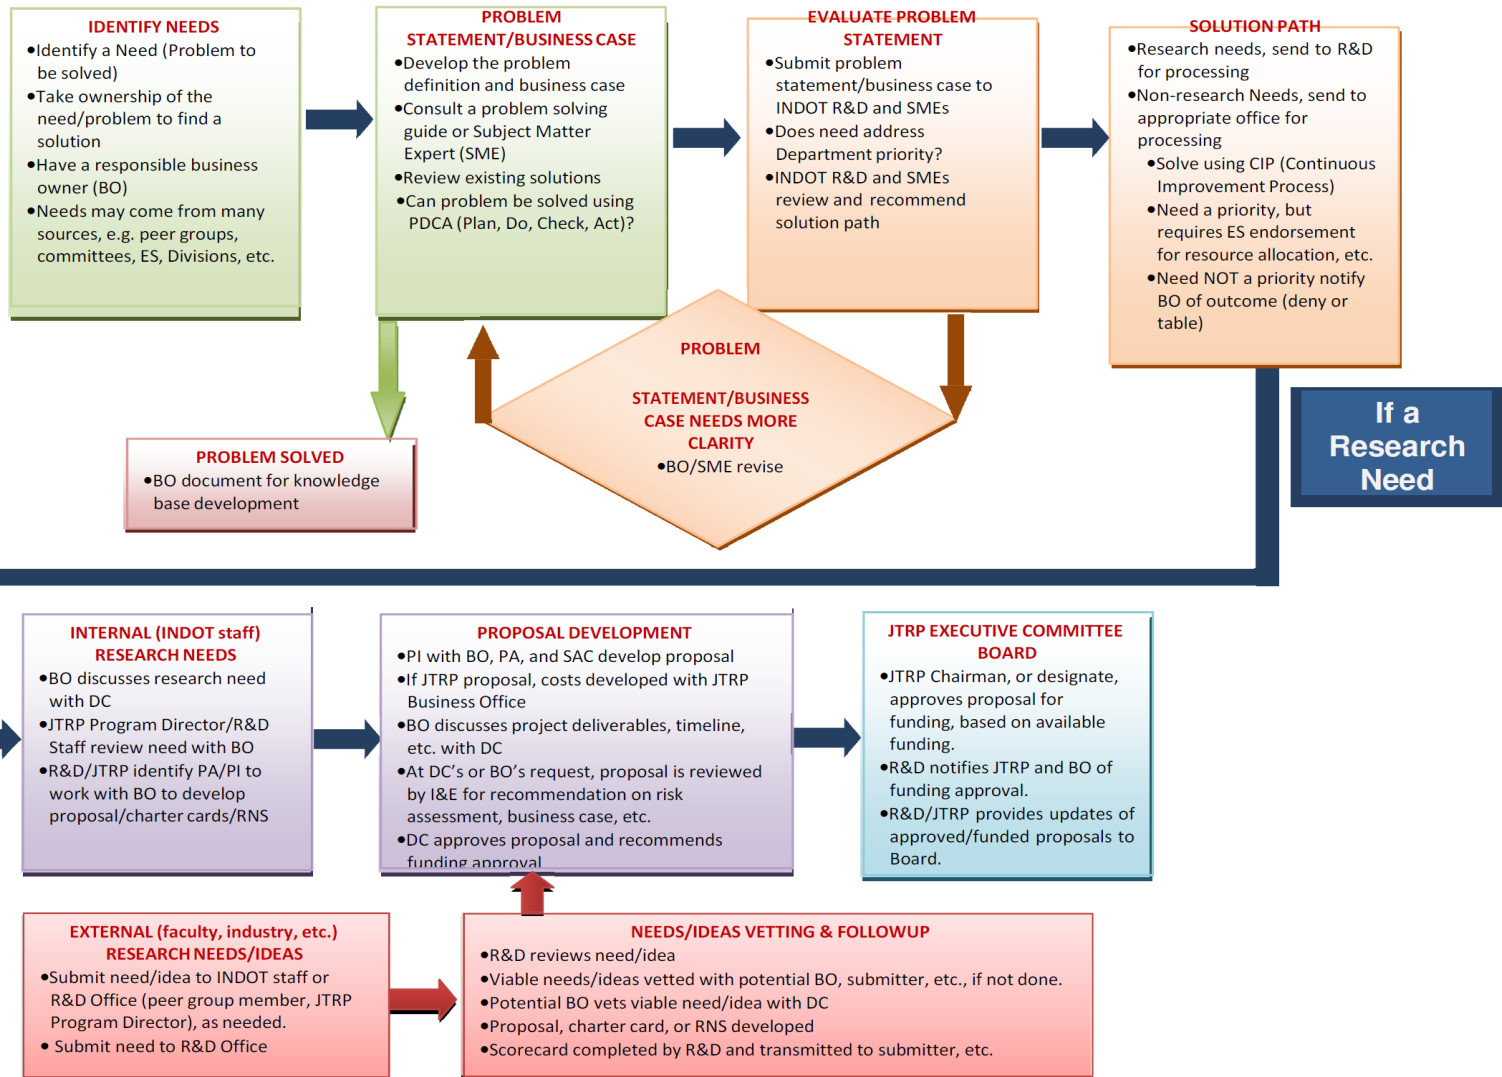 IDENTIFY NEEDS
•Identify a Need (Problem to
be solved)
•Take ownership of the
need/problem to find a
solution
•Have a responsible business
owner (BO)
•Needs may come from many
sources, e.g. peer groups,
committees, ES, Divisions, etc.
PROBLEM
STATEMENT/BUSINESS CASE
•Develop the problem
definition and business case
•Consult a problem solving
guide or Subject Matter
Expert (SME)
•Review existing solutions
•Can problem be solved using
PDCA (Plan, Do, Check, Act)?
EVALUATE PROBLEM
STATEMENT
•Submit problem
statement/business case to
INDOT R&D and SMEs
•Does need address
Department priority?
•INDOT R&D and SMEs
review and recommend
solution path
SOLUTION PATH
•Research needs, send to R&D
for processing
•Non-research Needs, send to
appropriate office for
processing
•Solve using CIP (Continuous
Improvement Process)
•Need a priority, but
requires ES endorsement
for resource allocation, etc.
•Need NOT a priority notify
BO of outcome (deny or
table)
PROBLEM
STATEMENT/BUSINESS
CASE NEEDS MORE
CLARITY
•BO/SME revise
If a
Research
Need
PROBLEM SOLVED
•BO document for knowledge
base development
INTERNAL (INDOT staff)
RESEARCH NEEDS
•BO discusses research need
with DC
•JTRP Program Director/R&D
Staff review need with BO
•R&D/JTRP identify PA/PI to
work with BO to develop
proposal/charter cards/RNS
PROPOSAL DEVELOPMENT
•PI with BO, PA, and SAC develop proposal
•If JTRP proposal, costs developed with JTRP
Business Office
•BO discusses project deliverables, timeline,
etc. with DC
•At DC's or BO's request, proposal is reviewed
by I&E for recommendation on risk
assessment, business case, etc.
•DC approves proposal and recommends
funding approval
JTRP EXECUTIVE COMMITTEE
BOARD
•JTRP Chairman, or designate,
approves proposal for
funding, based on available
funding.
•R&D notifies JTRP and BO of
funding approval.
•R&D/JTRP provides updates of
approved/funded proposals to
Board.
EXTERNAL (faculty, industry, etc.)
RESEARCH NEEDS/IDEAS
•Submit need/idea to INDOT staff or
R&D Office (peer group member, JTRP
Program Director), as needed.
• Submit need to R&D Office
NEEDS/IDEAS VETTING & FOLLOWUP
•R&D reviews need/idea
•Viable needs/ideas vetted with potential BO, submitter, etc., if not done.
•Potential BO vets viable need/idea with DC
•Proposal, charter card, or RNS developed
•Scorecard completed by R&D and transmitted to submitter, etc.